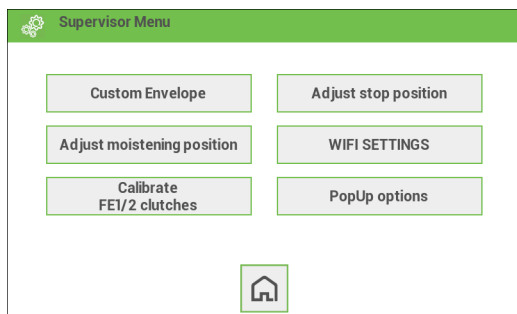 Supervisor Menu
Custom Envelope
Adjust stop position
Adjust moistening position
WIFI SETTINGS
Calibrate
FE1/2 clutches
PopUp options